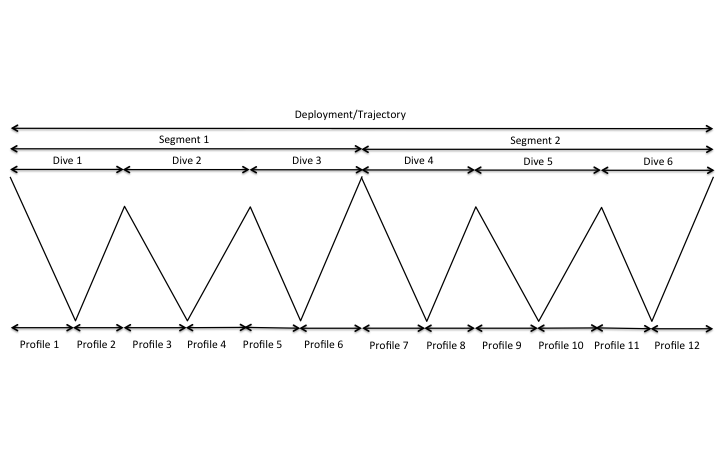 Deployment/Trajectory
Segment 1 Segment 2
Dive 1 Dive 2 Dive 3 Dive 4 Dive 5 Dive 6
Profile 1 Profile 2 Profile 3 Profile 4 Profile 5 Profile 6 Profile 7 Profile 8 Profile 9 Profile 10 Profile 11 Profile 12